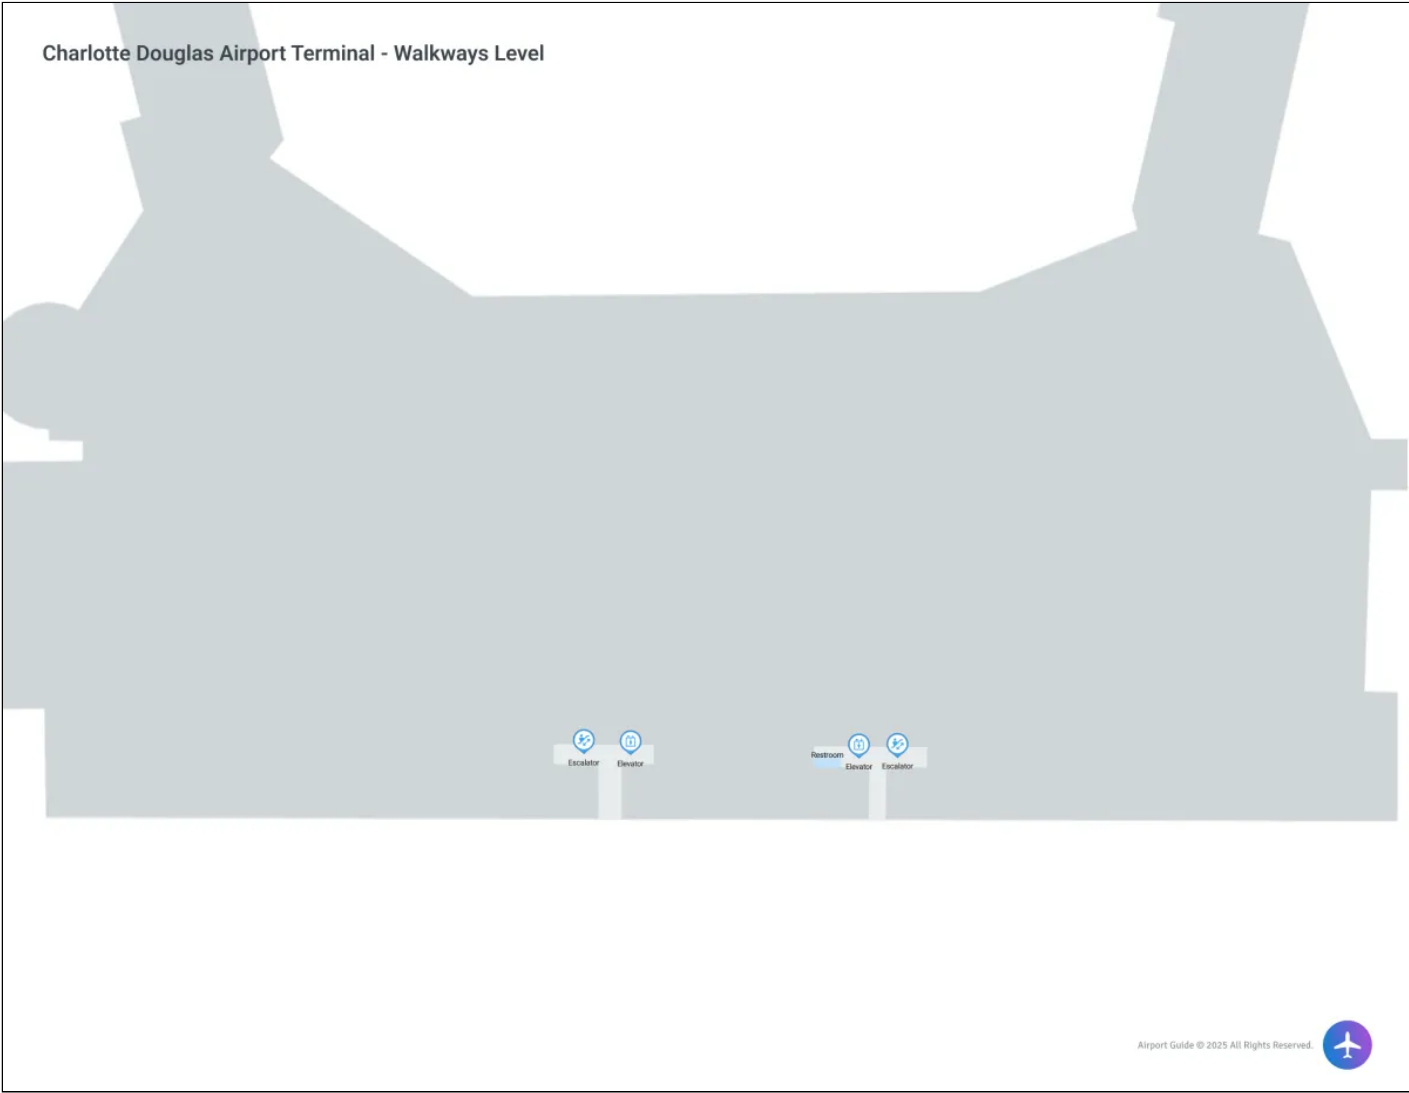 Charlotte Douglas Airport Terminal - Walkways Level
Escalator
Elevator
Restroom
Elevator
Escalator
Airport Guide © 2025 All Rights Reserved.